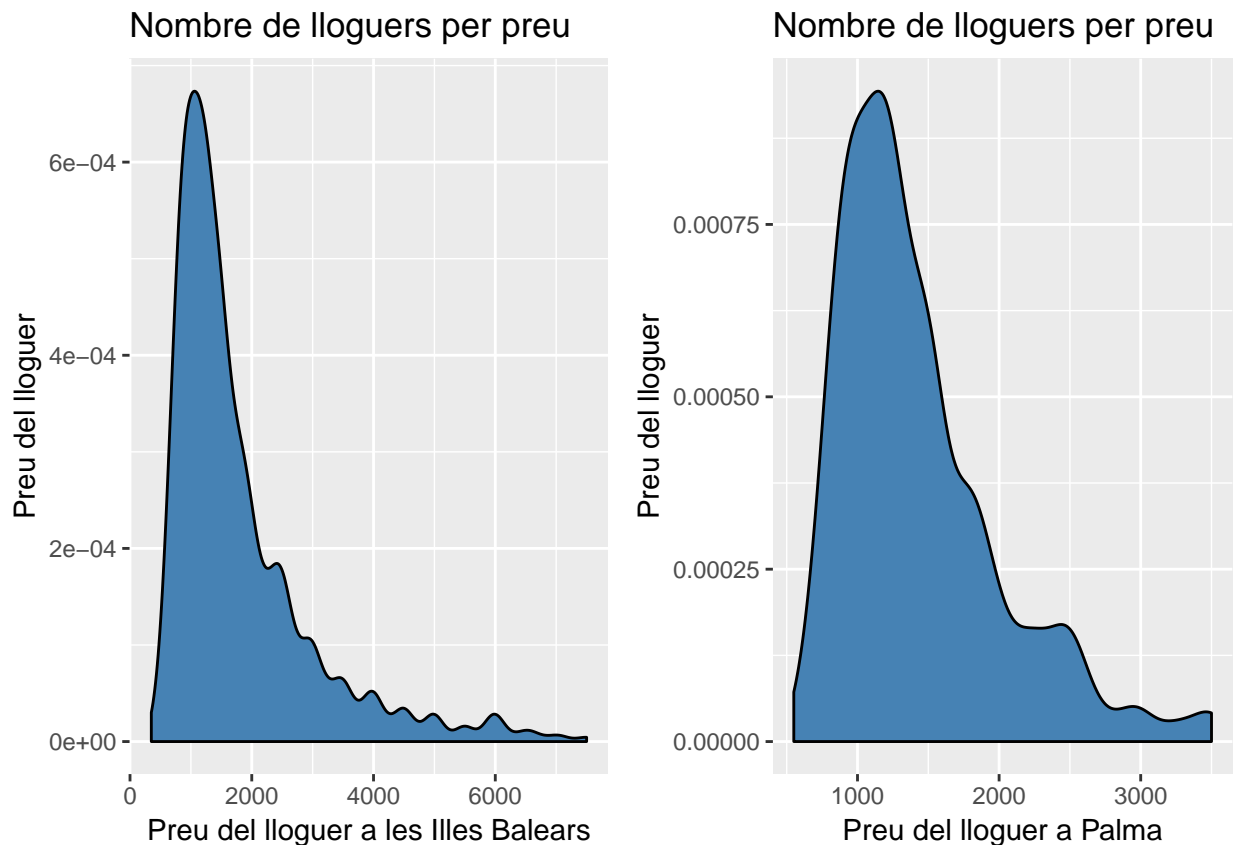 Nombre de lloguers per preu
Preu del lloguer
6e−04
4e−04
2e−04
0e+00
0
2000
4000
6000
Preu del lloguer a les Illes Balears
Nombre de lloguers per preu
Preu del lloguer
0.00075
0.00050
0.00025
0.00000
1000
2000
3000
Preu del lloguer a Palma